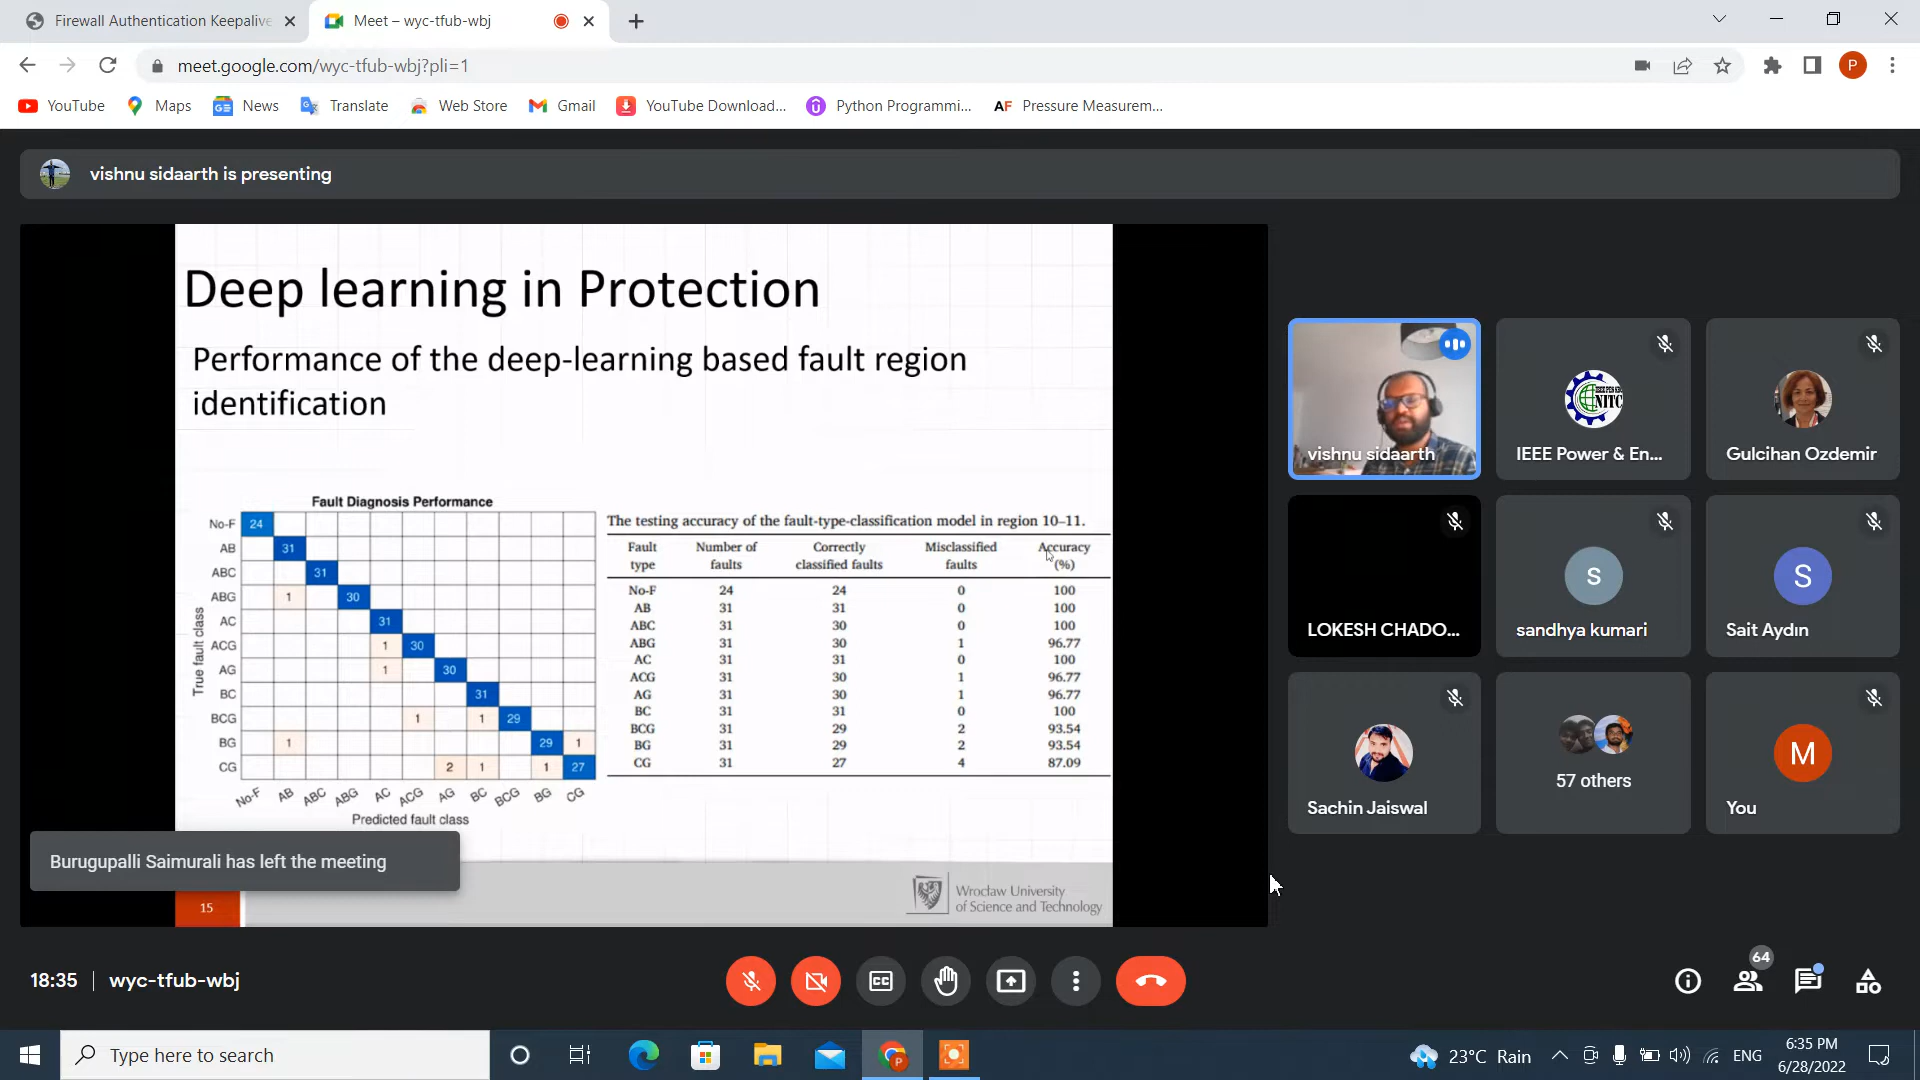 Firewall Authentication Keepalive
Meet – wyc-tfub-wbj
meet.google.com/wyc-tfub-wbj?pli=1
P
YouTube
Maps
News
Translate
Web Store
Gmail
YouTube Download...
Python Programmi...
AF Pressure Measurem...
vishnu sidaarth is presenting
Deep learning in Protection
Performance of the deep-learning based fault region
identification
Fault Diagnosis Performance
True fault class
No-F 24
AB 31
ABC 31
ABG 1 30
AC 31
ACG 1 30
AG 1 30
BC 31
BCG 1 1 29
BG 1 29 1
CG 2 1 1 27
No-F AB ABC ABG AC ACG AG BC BCG BG CG
Predicted fault class
The testing accuracy of the fault-type-classification model in region 10–11.
Fault type Number of faults Correctly classified faults Misclassified faults Accuracy (%)
No-F 24 24 0 100
AB 31 31 0 100
ABC 31 30 0 100
ABG 31 30 1 96.77
AC 31 31 0 100
ACG 31 30 1 96.77
AG 31 30 1 96.77
BC 31 31 0 100
BCG 31 29 2 93.54
BG 31 29 2 93.54
CG 31 27 4 87.09
Burugupalli Saimurali has left the meeting
15
Wrocław University
of Science and Technology
vishnu sidaarth
NITC
IEEE Power & En...
Gulcihan Ozdemir
LOKESH CHADO...
s
sandhya kumari
S
Sait Aydın
Sachin Jaiswal
57 others
M
You
18:35 | wyc-tfub-wbj
CC
64
Type here to search
P
23°C Rain
ENG
6:35 PM
6/28/2022